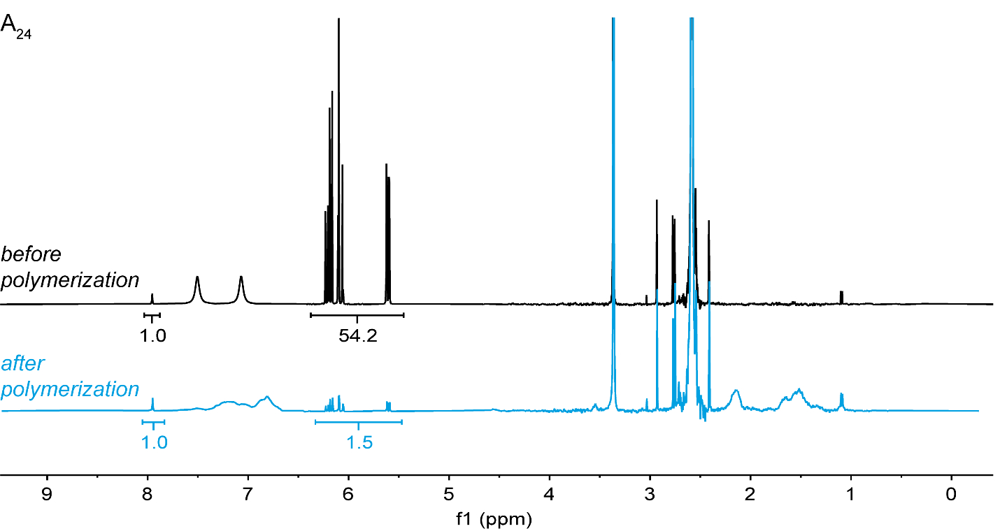 A24
before
polymerization
1.0
54.2
after
polymerization
1.0
1.5
9 8 7 6 5 4 3 2 1 0
f1 (ppm)